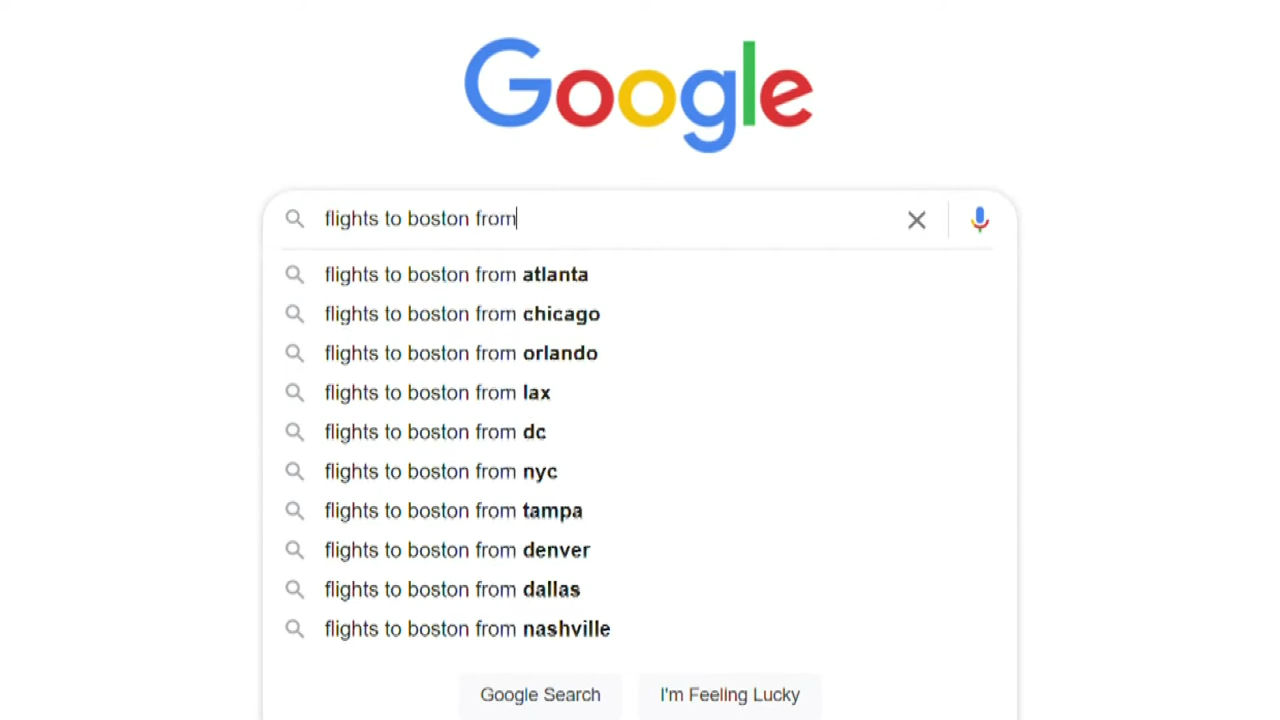 Google
flights to boston from
flights to boston from atlanta
flights to boston from chicago
flights to boston from orlando
flights to boston from lax
flights to boston from dc
flights to boston from nyc
flights to boston from tampa
flights to boston from denver
flights to boston from dallas
flights to boston from nashville
Google Search I'm Feeling Lucky